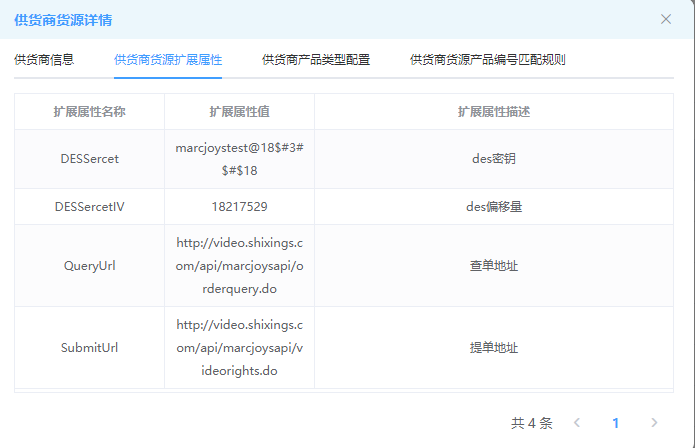 供货商货源详情
供货商信息 供货商货源扩展属性 供货商产品类型配置 供货商货源产品编号匹配规则
扩展属性名称 扩展属性值 扩展属性描述
DESSercet marcjoystest@18$#3# des密钥
$#$18
DESSercetIV 18217529 des偏移量
http://video.shixings.c
QueryUrl om/api/marcjoysapi/o 查单地址
rderquery.do
http://video.shixings.c
SubmitUrl om/api/marcjoysapi/v 提单地址
ideorights.do
共 4 条 1